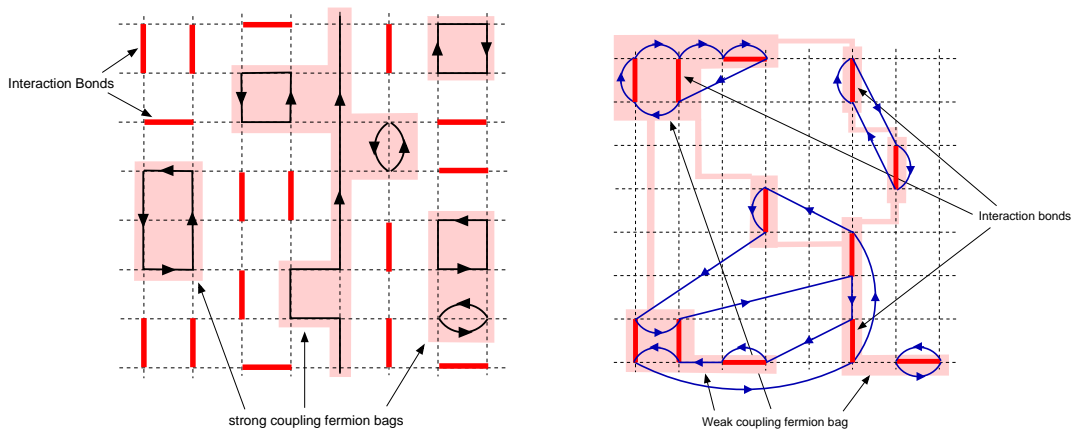 Interaction Bonds
strong coupling fermion bags
Interaction bonds
Weak coupling fermion bag